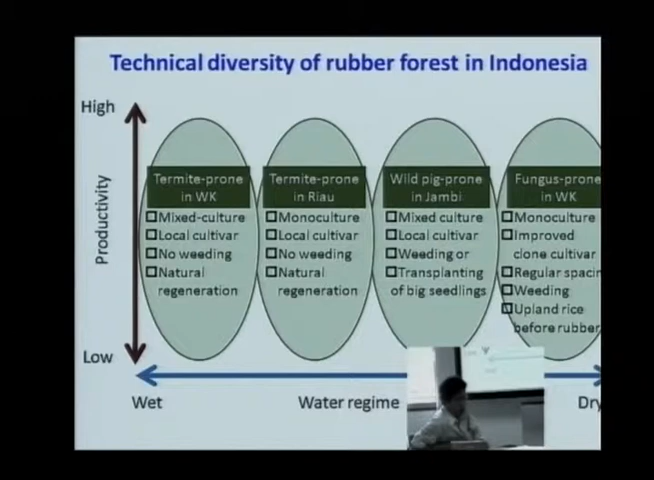 Technical diversity of rubber forest in Indonesia
High
Productivity
Low
Termite-prone
in WK
Mixed-culture
Local cultivar
No weeding
Natural
regeneration
Termite-prone
in Riau
Monoculture
Local cultivar
No weeding
Natural
regeneration
Wild pig-prone
in Jambi
Mixed culture
Local cultivar
Weeding or
Transplanting
of big seedlings
Fungus-prone
in WK
Monoculture
Improved
clone cultivar
Regular spacin
Weeding
Upland rice
before rubber
Wet
Water regime
Dry